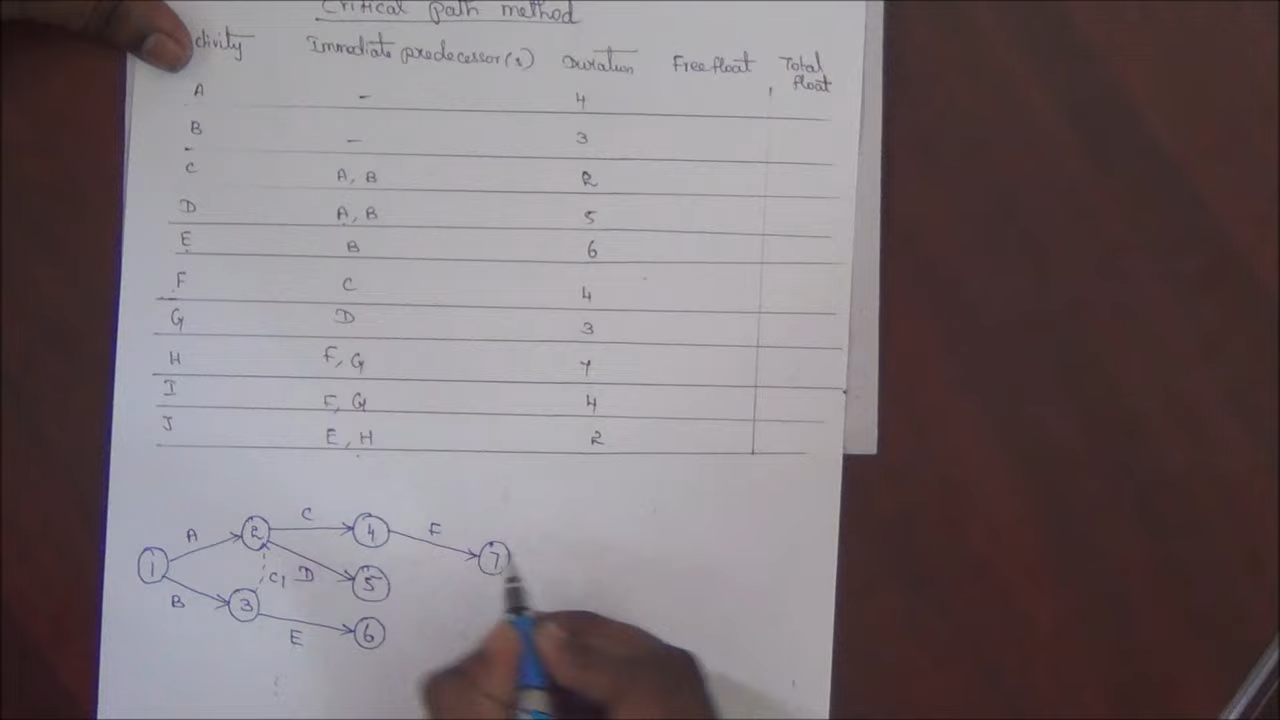 Critical path method
ctivity Immediate predecessor(s) Duration Free float Total float
A - 4
B - 3
C A, B 2
D A, B 5
E B 6
F C 4
G D 3
H F, G 7
I F, G 4
J E, H 2
1 A 2 C 4 F 7
B 3 C1 D 5
E 6